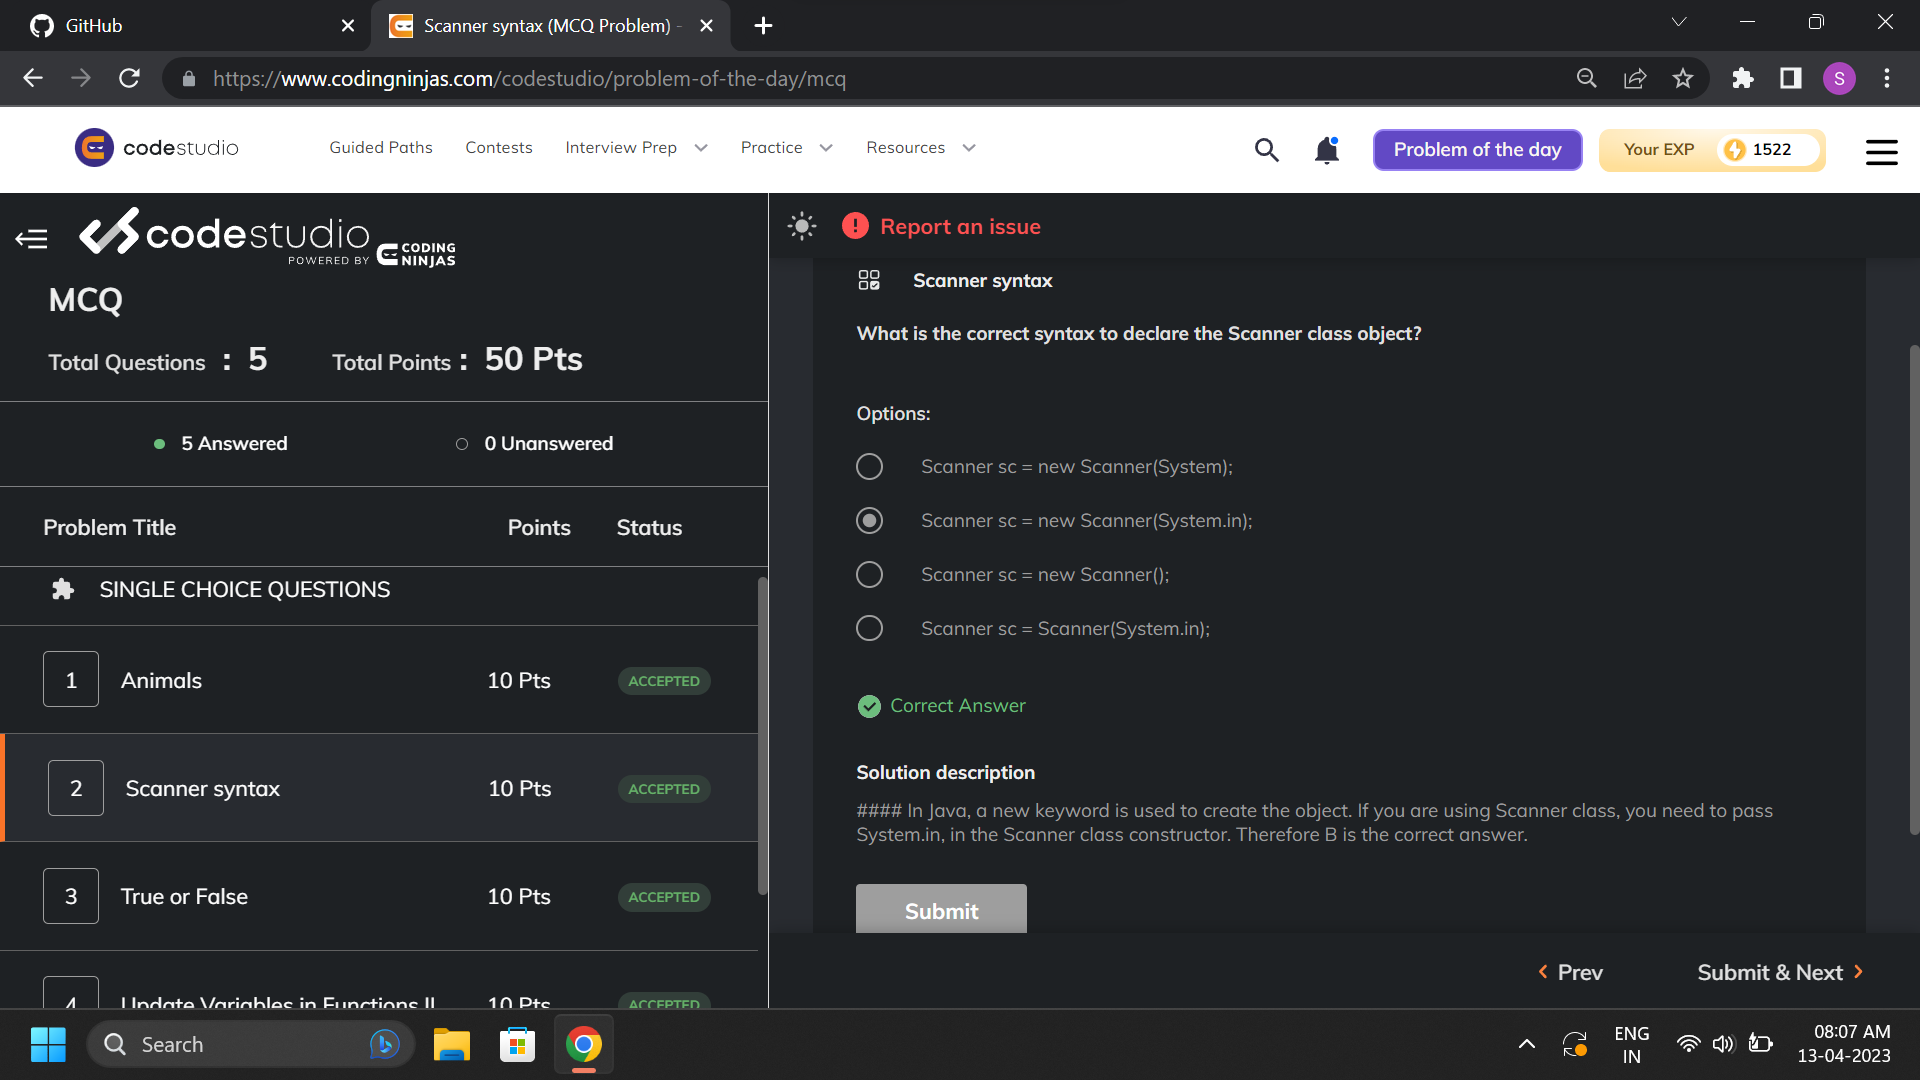 GitHub
Scanner syntax (MCQ Problem) -
https://www.codingninjas.com/codestudio/problem-of-the-day/mcq
S
codestudio
Guided Paths
Contests
Interview Prep
Practice
Resources
Problem of the day
Your EXP
1522
codestudio
POWERED BY
CODING
NINJAS
MCQ
Total Questions : 5
Total Points : 50 Pts
5 Answered
0 Unanswered
Problem Title
Points
Status
SINGLE CHOICE QUESTIONS
1
Animals
10 Pts
ACCEPTED
2
Scanner syntax
10 Pts
ACCEPTED
3
True or False
10 Pts
ACCEPTED
4
Update Variables in Functions II
10 Pts
ACCEPTED
Report an issue
Scanner syntax
What is the correct syntax to declare the Scanner class object?
Options:
Scanner sc = new Scanner(System);
Scanner sc = new Scanner(System.in);
Scanner sc = new Scanner();
Scanner sc = Scanner(System.in);
Correct Answer
Solution description
#### In Java, a new keyword is used to create the object. If you are using Scanner class, you need to pass
System.in, in the Scanner class constructor. Therefore B is the correct answer.
Submit
Prev
Submit & Next
Search
ENG
IN
08:07 AM
13-04-2023